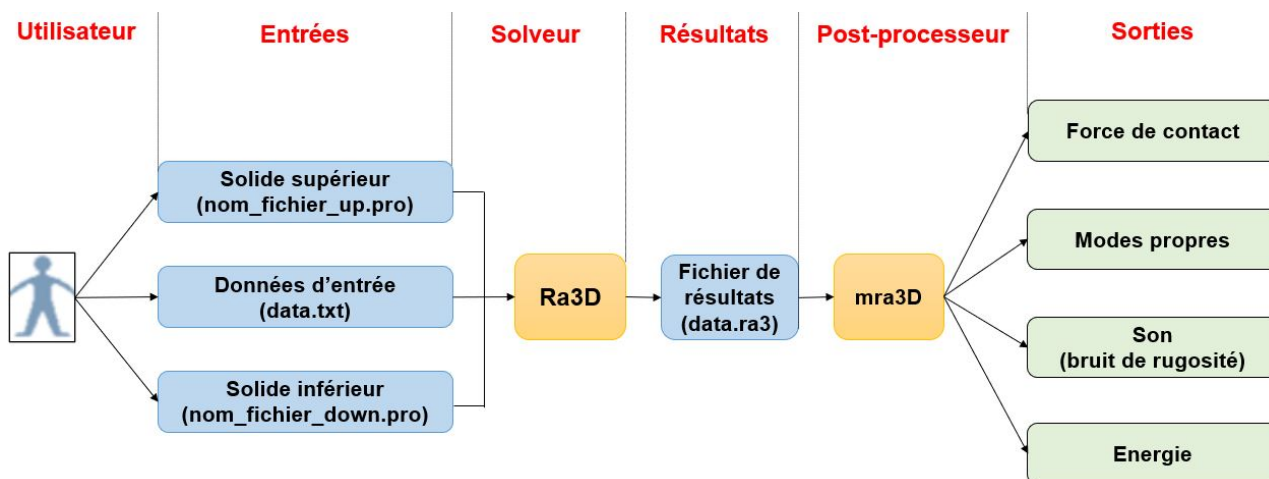 Utilisateur
Entrées
Solveur
Résultats
Post-processeur
Sorties
Solide supérieur
(nom_fichier_up.pro)
Données d'entrée
(data.txt)
Solide inférieur
(nom_fichier_down.pro)
Ra3D
Fichier de
résultats
(data.ra3)
mra3D
Force de contact
Modes propres
Son
(bruit de rugosité)
Energie